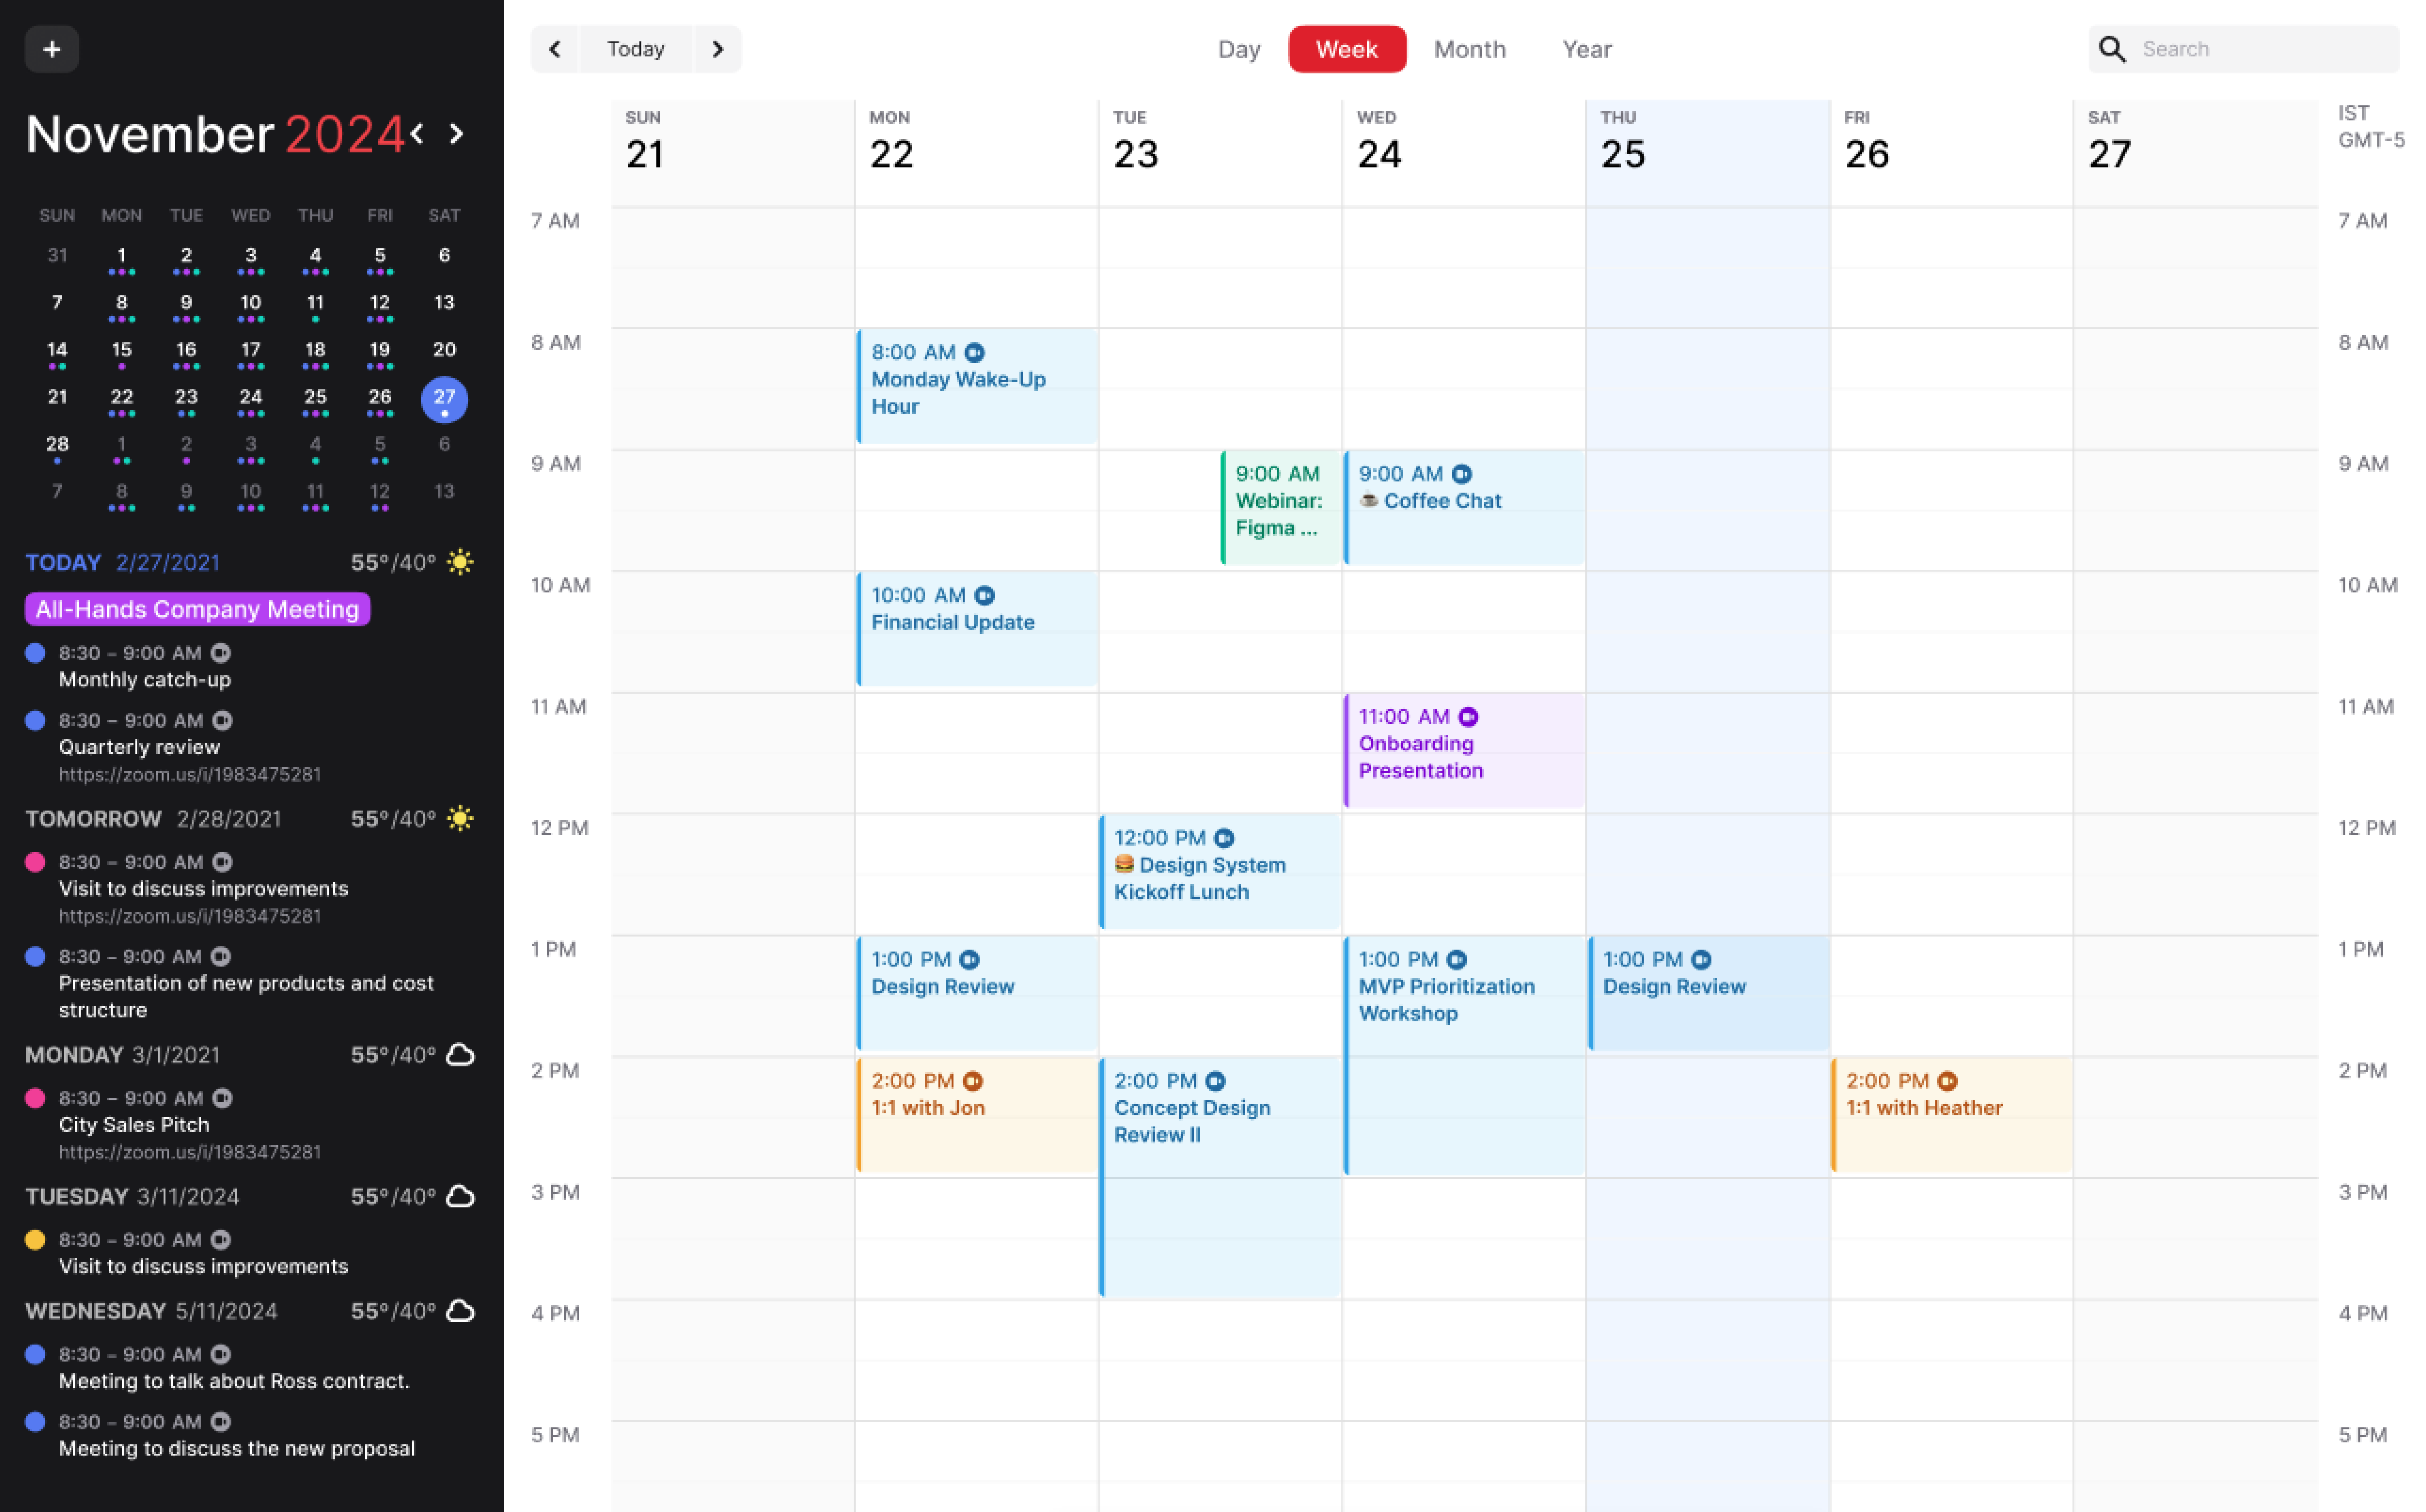 +
November 2024 < >
SUN MON TUE WED THU FRI SAT
31 1 2 3 4 5 6
7 8 9 10 11 12 13
14 15 16 17 18 19 20
21 22 23 24 25 26 27
28 1 2 3 4 5 6
7 8 9 10 11 12 13
TODAY 2/27/2021 55º/40º
All-Hands Company Meeting
8:30 – 9:00 AM
Monthly catch-up
8:30 – 9:00 AM
Quarterly review
https://zoom.us/i/1983475281
TOMORROW 2/28/2021 55º/40º
8:30 – 9:00 AM
Visit to discuss improvements
https://zoom.us/i/1983475281
8:30 – 9:00 AM
Presentation of new products and cost
structure
MONDAY 3/1/2021 55º/40º
8:30 – 9:00 AM
City Sales Pitch
https://zoom.us/i/1983475281
TUESDAY 3/11/2024 55º/40º
8:30 – 9:00 AM
Visit to discuss improvements
WEDNESDAY 5/11/2024 55º/40º
8:30 – 9:00 AM
Meeting to talk about Ross contract.
8:30 – 9:00 AM
Meeting to discuss the new proposal
< Today >
Day Week Month Year
Search
SUN MON TUE WED THU FRI SAT
21 22 23 24 25 26 27
IST
GMT-5
7 AM 7 AM
8 AM 8 AM
8:00 AM
Monday Wake-Up
Hour
9 AM 9 AM
9:00 AM
Webinar:
Figma ...
9:00 AM
☕ Coffee Chat
10 AM 10 AM
10:00 AM
Financial Update
11 AM 11 AM
11:00 AM
Onboarding
Presentation
12 PM 12 PM
12:00 PM
🍔 Design System
Kickoff Lunch
1 PM 1 PM
1:00 PM
Design Review
1:00 PM
MVP Prioritization
Workshop
1:00 PM
Design Review
2 PM 2 PM
2:00 PM
1:1 with Jon
2:00 PM
Concept Design
Review II
2:00 PM
1:1 with Heather
3 PM 3 PM
4 PM 4 PM
5 PM 5 PM